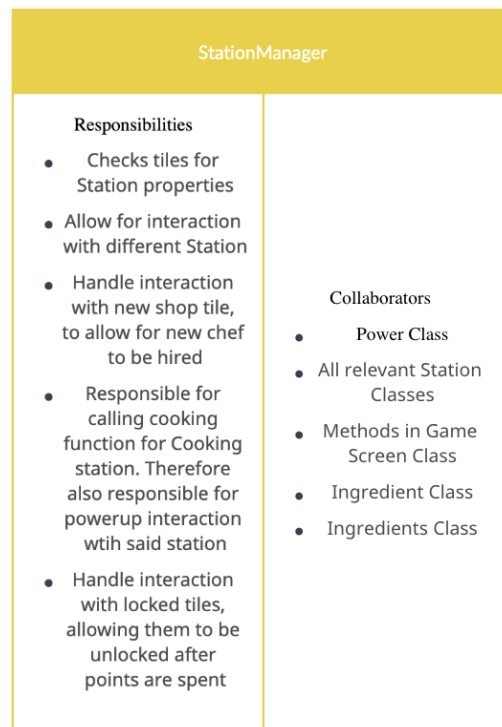 StationManager
Responsibilities
Checks tiles for
Station properties
Allow for interaction
with different Station
Handle interaction
with new shop tile,
to allow for new chef
to be hired
Responsible for
calling cooking
function for Cooking
station. Therefore
also responsible for
powerup interaction
wtih said station
Handle interaction
with locked tiles,
allowing them to be
unlocked after
points are spent
Collaborators
Power Class
All relevant Station
Classes
Methods in Game
Screen Class
Ingredient Class
Ingredients Class